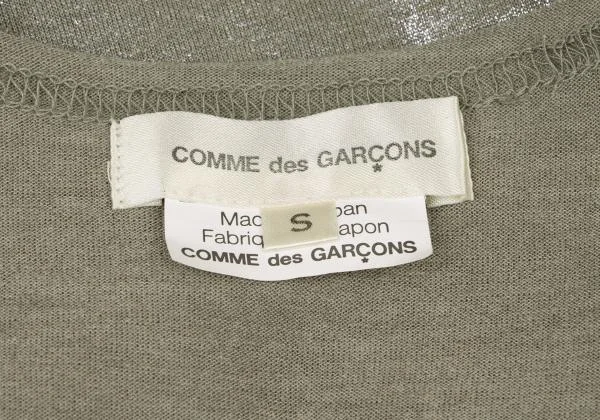 COMME des GARÇONS
S
Mac pan
Fabriq apon
COMME des GARÇONS